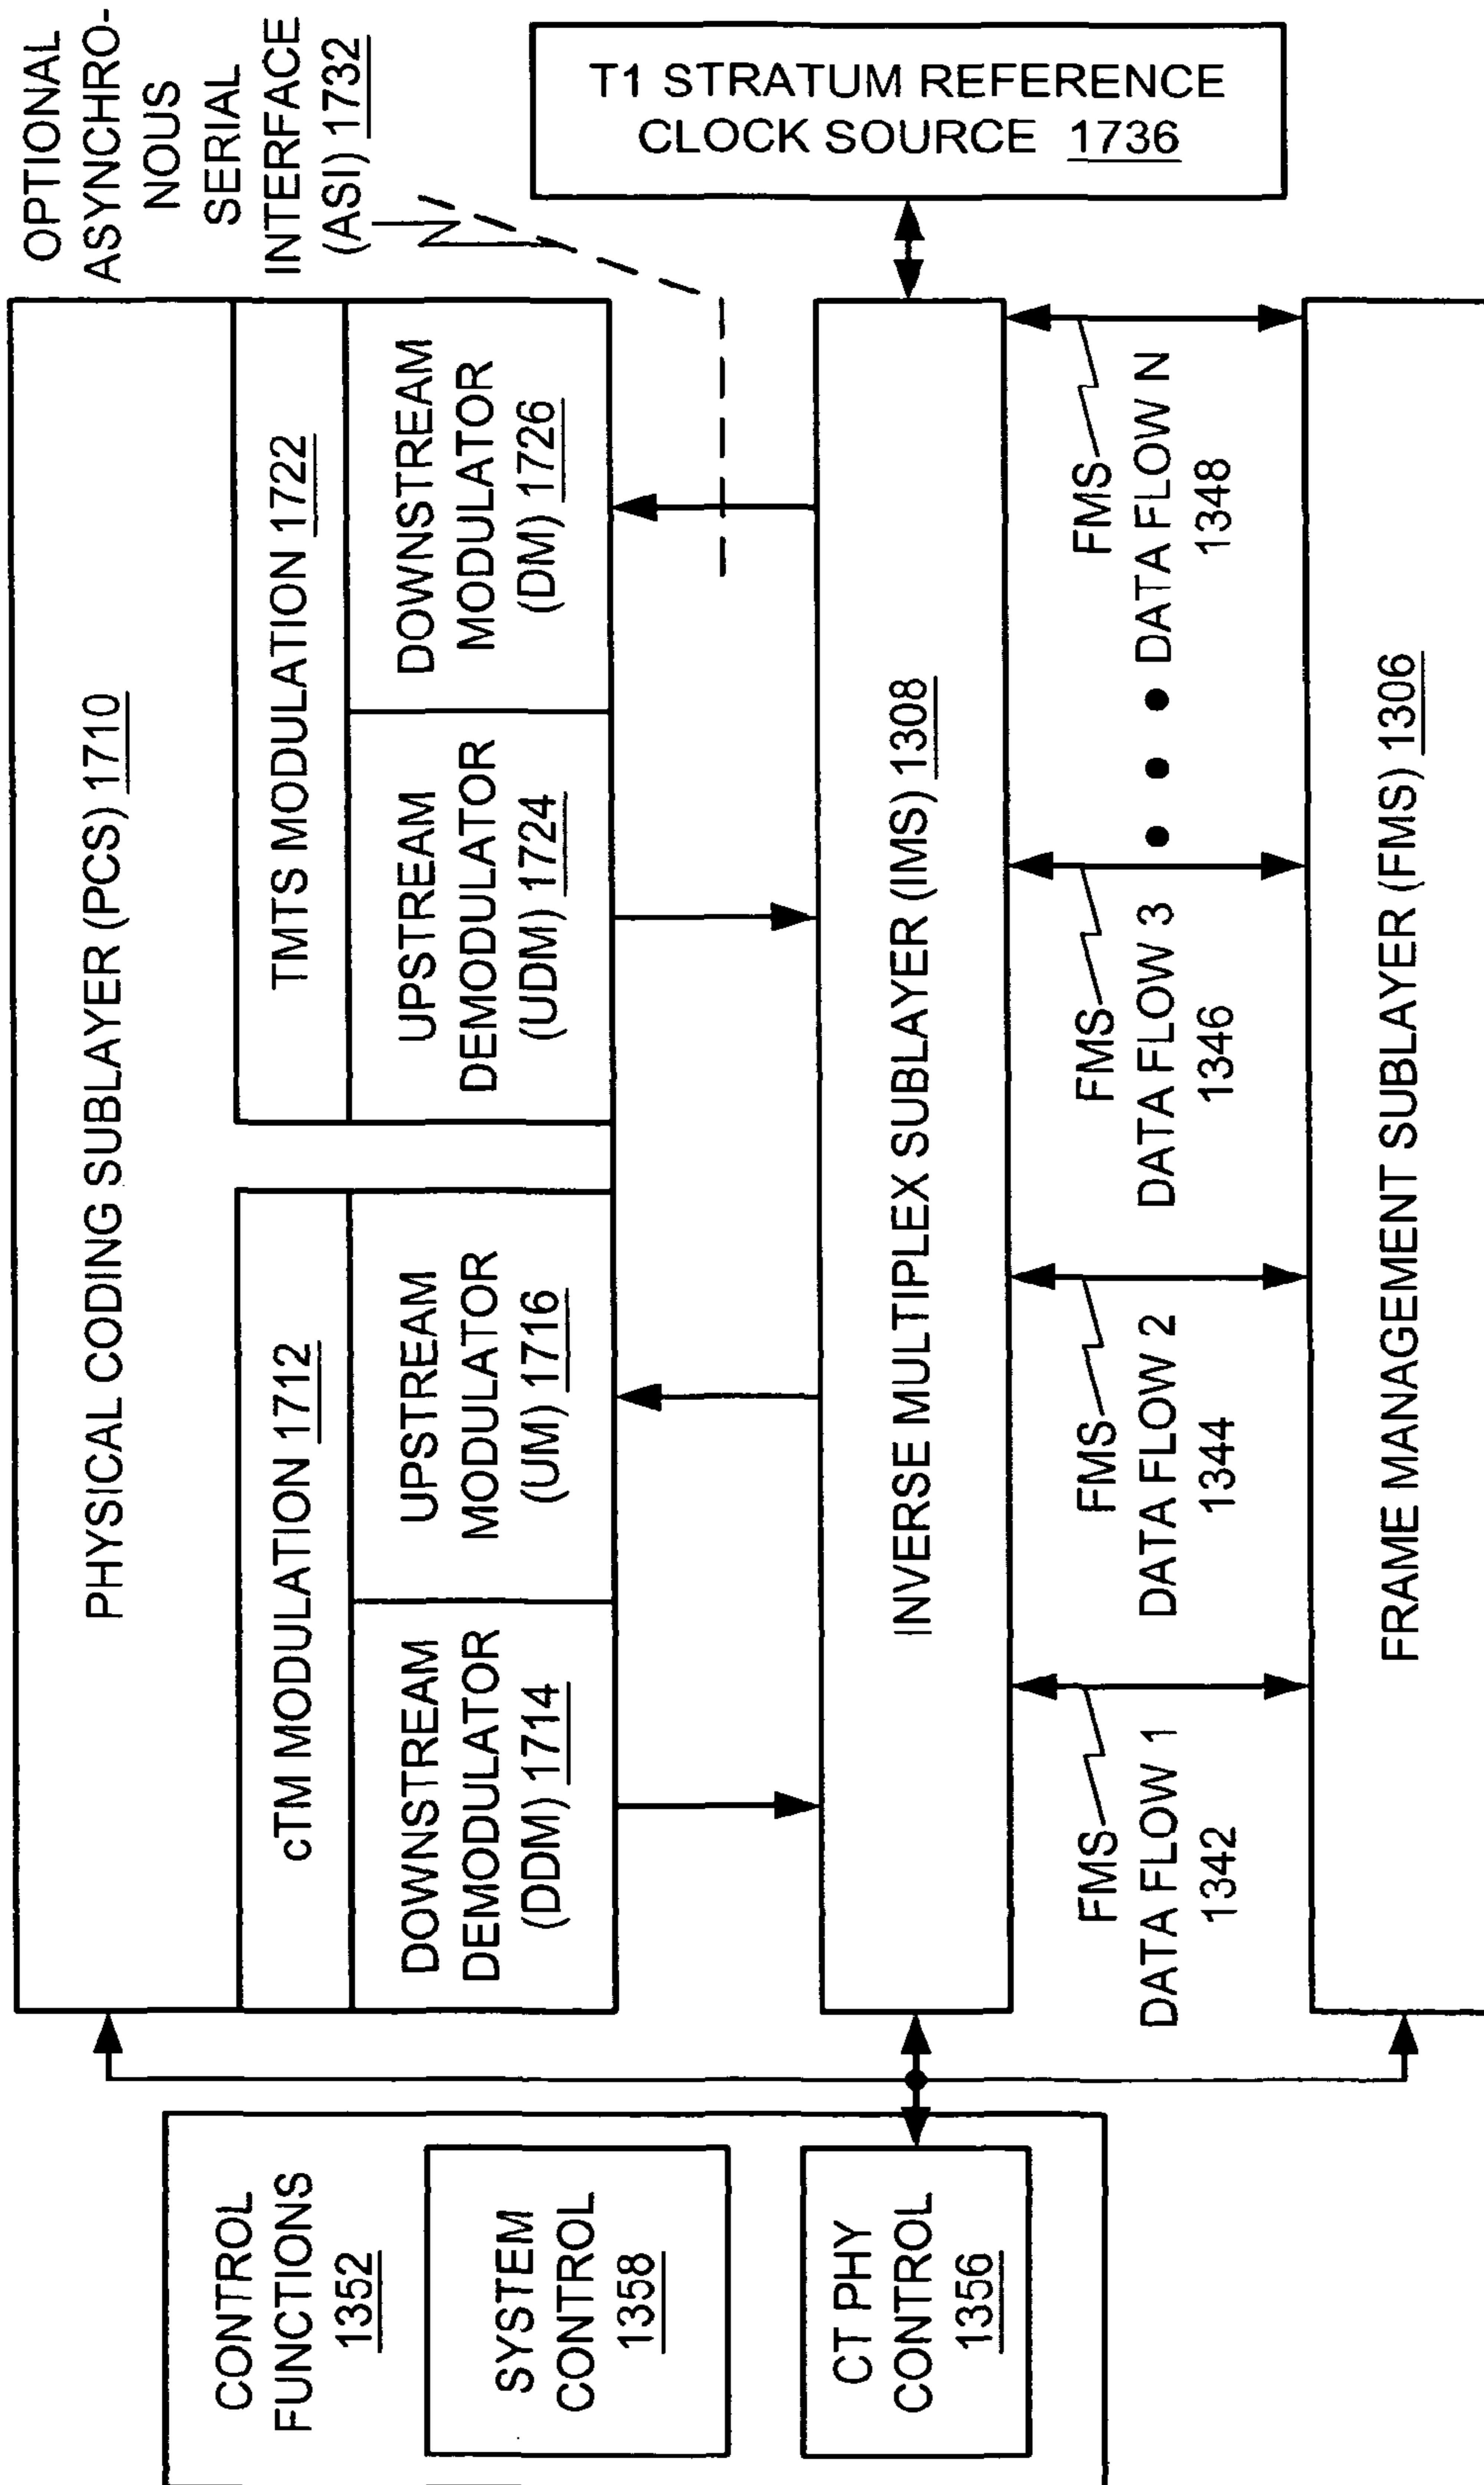 PHYSICAL CODING SUBLAYER (PCS) 1710
cTM MODULATION 1712
DOWNSTREAM
DEMODULATOR
(DDM) 1714
UPSTREAM
MODULATOR
(UM) 1716
TMTS MODULATION 1722
UPSTREAM
DEMODULATOR
(UDM) 1724
DOWNSTREAM
MODULATOR
(DM) 1726
OPTIONAL
ASYNCHRO-
NOUS
SERIAL
INTERFACE
(ASI) 1732
T1 STRATUM REFERENCE
CLOCK SOURCE 1736
CONTROL
FUNCTIONS
1352
SYSTEM
CONTROL
1358
CT PHY
CONTROL
1356
INVERSE MULTIPLEX SUBLAYER (IMS) 1308
FMS
DATA FLOW 1
1342
FMS
DATA FLOW 2
1344
FMS
DATA FLOW 3
1346
FMS
DATA FLOW N
1348
FRAME MANAGEMENT SUBLAYER (FMS) 1306